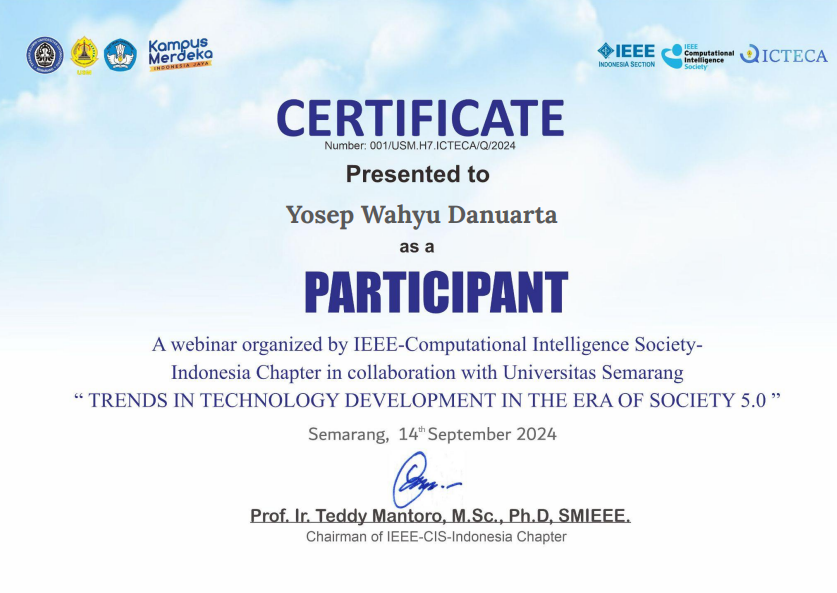 USM
Kampus
Merdeka
INDONESIA JAYA
IEEE
INDONESIA SECTION
IEEE
Computational
Intelligence
Society
ICTECA
CERTIFICATE
Number: 001/USM.H7.ICTECA/Q/2024
Presented to
Yosep Wahyu Danuarta
as a
PARTICIPANT
A webinar organized by IEEE-Computational Intelligence Society-
Indonesia Chapter in collaboration with Universitas Semarang
“ TRENDS IN TECHNOLOGY DEVELOPMENT IN THE ERA OF SOCIETY 5.0 ”
Semarang, 14th September 2024
Prof. Ir. Teddy Mantoro, M.Sc., Ph.D, SMIEEE.
Chairman of IEEE-CIS-Indonesia Chapter